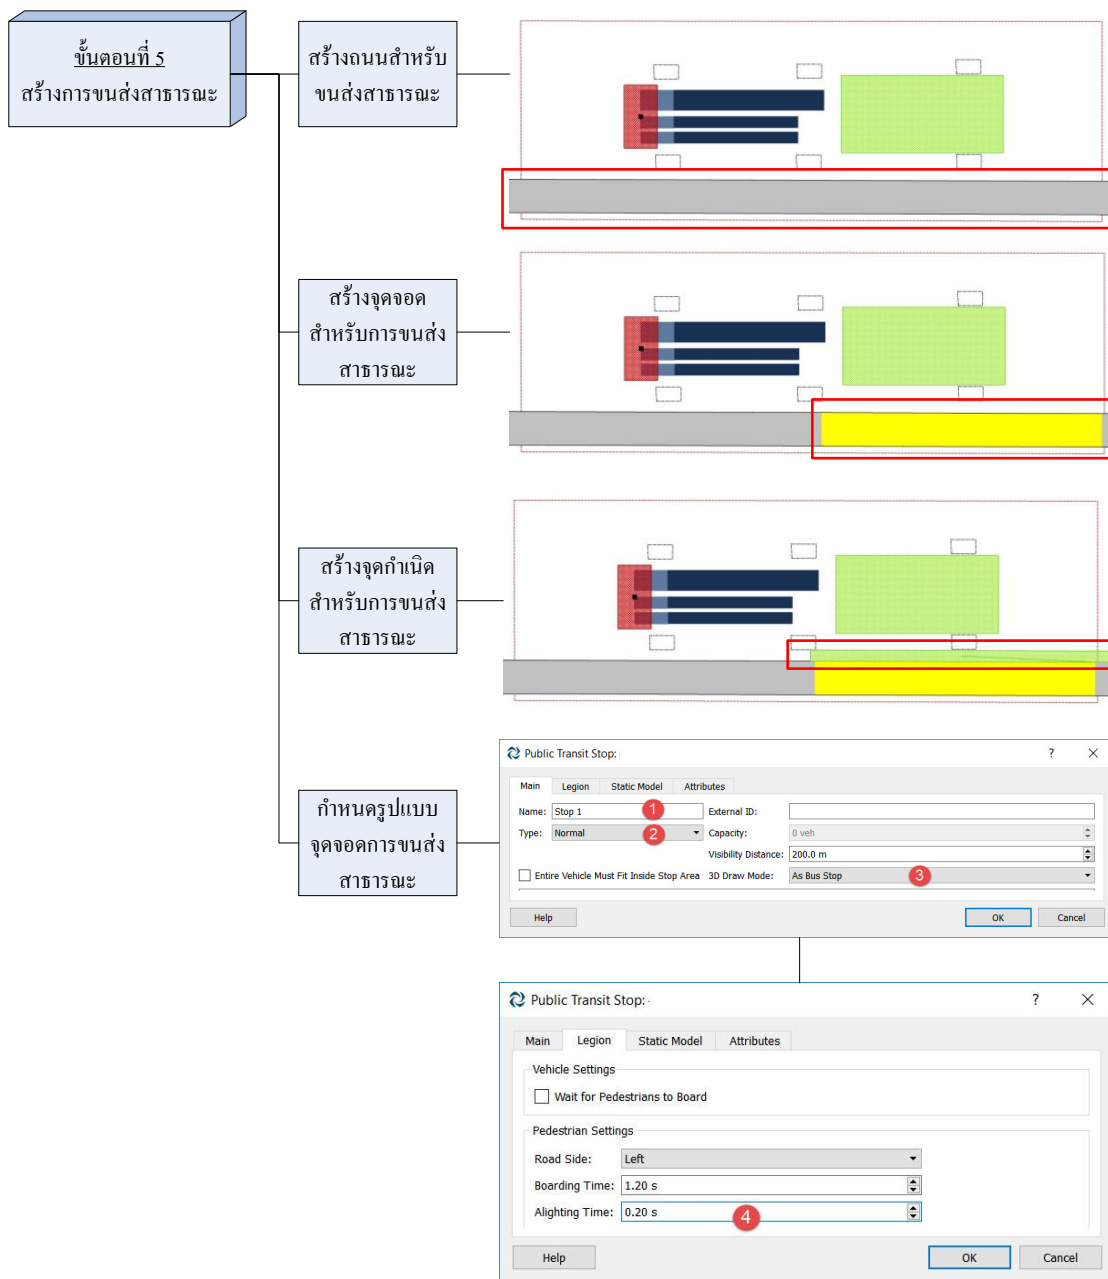 ขั้นตอนที่ 5
สร้างการขนส่งสาธารณะ
สร้างถนนสำหรับ
ขนส่งสาธารณะ
สร้างจุดจอด
สำหรับการขนส่ง
สาธารณะ
สร้างจุดกำเนิด
สำหรับการขนส่ง
สาธารณะ
กำหนดรูปแบบ
จุดจอดการขนส่ง
สาธารณะ
Public Transit Stop: ? ×
Main Legion Static Model Attributes
Name: Stop 1 1 External ID:
Type: Normal 2 Capacity: 0 veh
Visibility Distance: 200.0 m
Entire Vehicle Must Fit Inside Stop Area 3D Draw Mode: As Bus Stop 3
Help OK Cancel
Public Transit Stop: ? ×
Main Legion Static Model Attributes
Vehicle Settings
Wait for Pedestrians to Board
Pedestrian Settings
Road Side: Left
Boarding Time: 1.20 s
Alighting Time: 0.20 s 4
Help OK Cancel